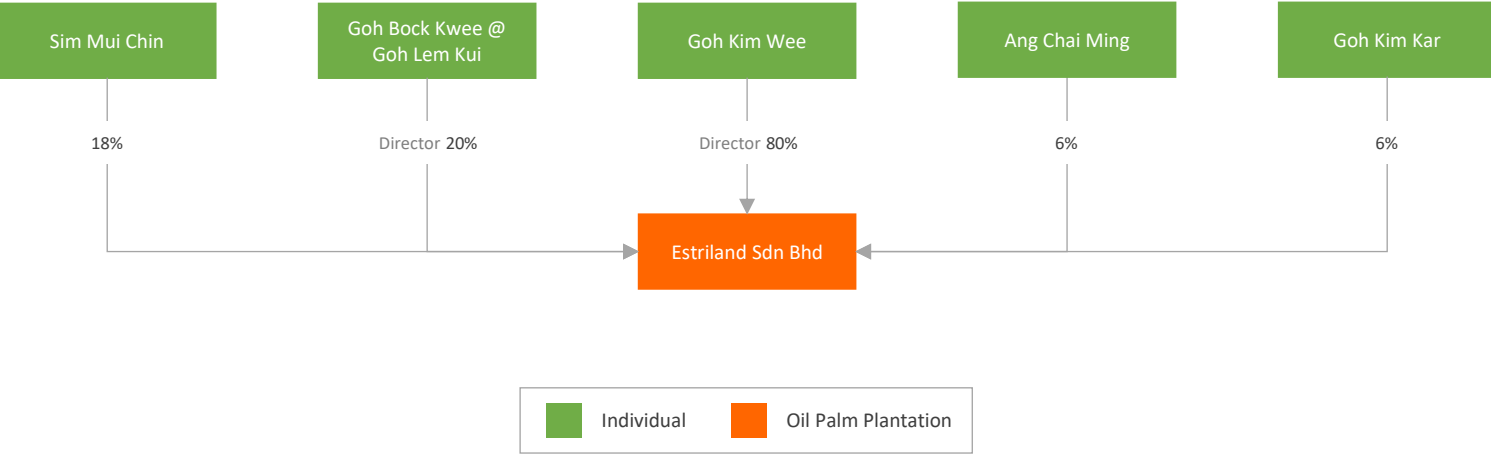 Sim Mui Chin
Goh Bock Kwee @
Goh Lem Kui
Goh Kim Wee
Ang Chai Ming
Goh Kim Kar
18%
Director 20%
Director 80%
6%
6%
Estriland Sdn Bhd
Individual
Oil Palm Plantation